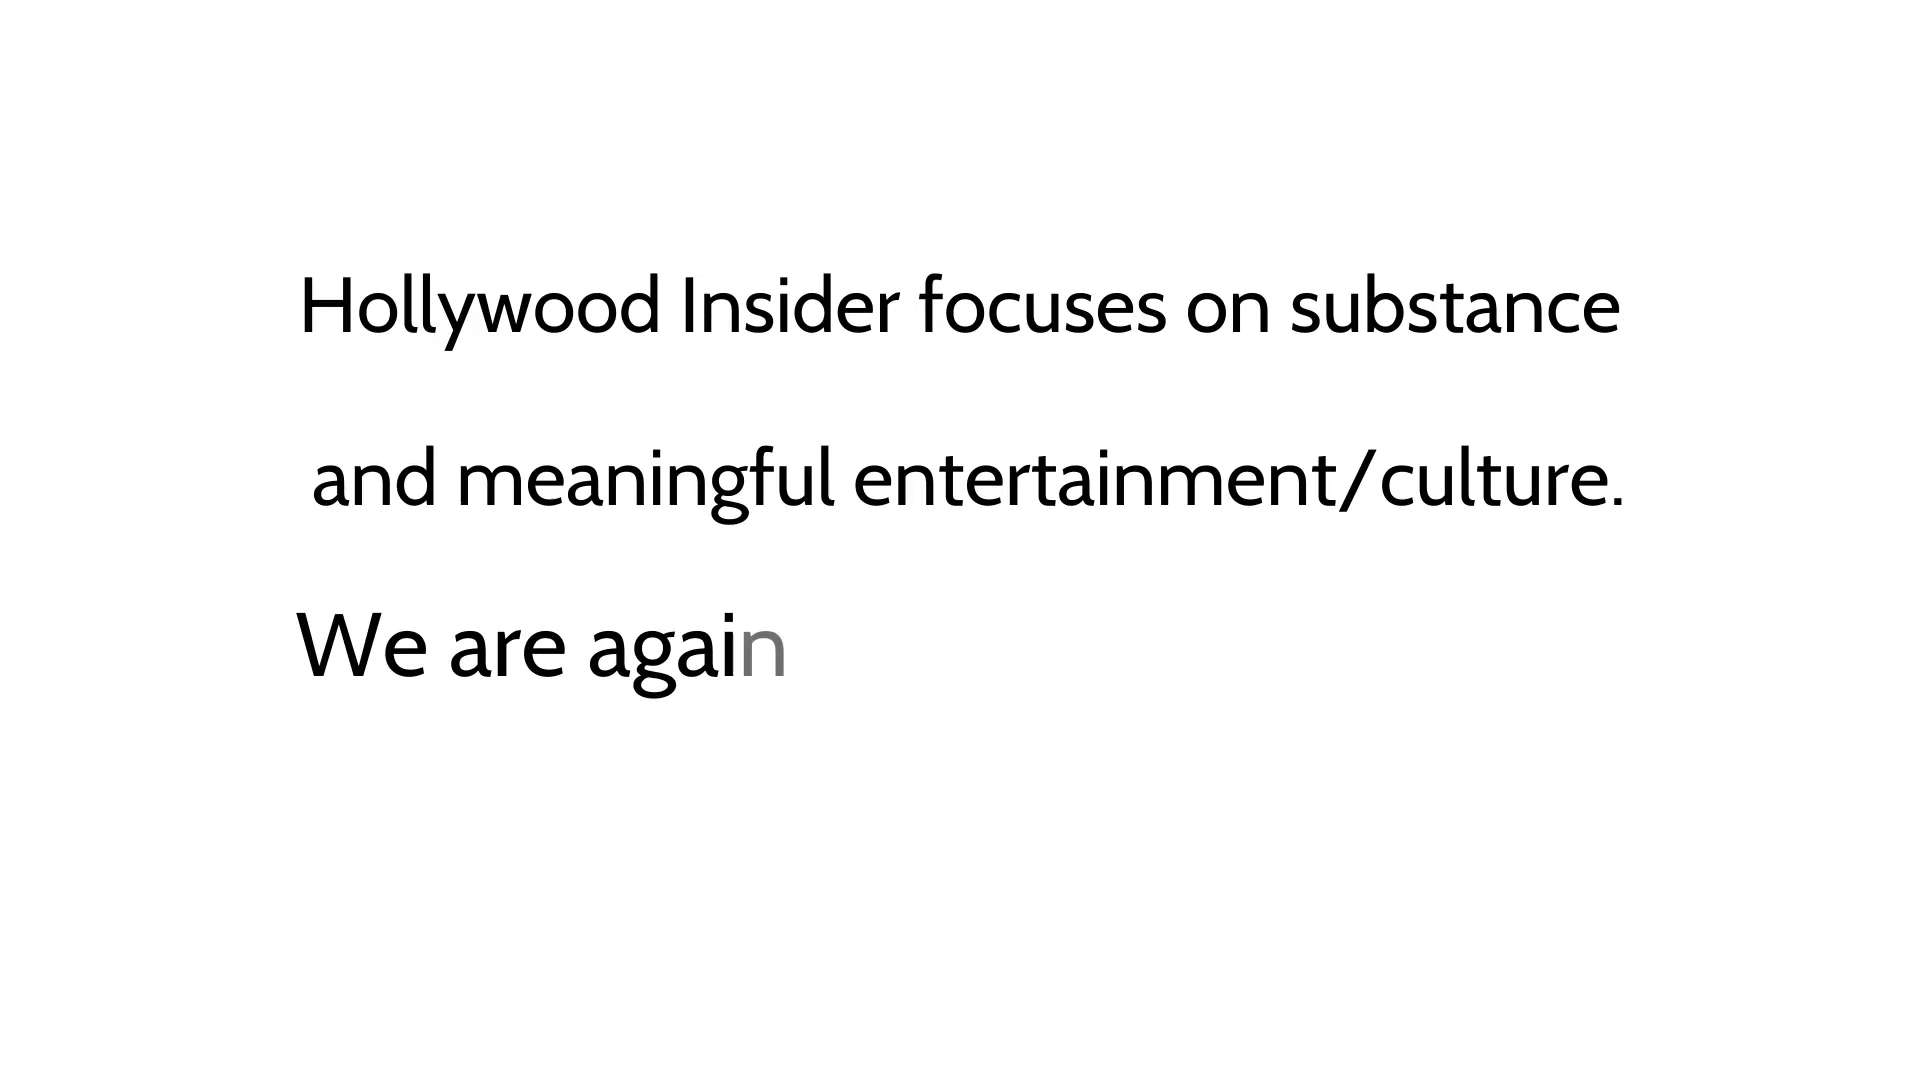 Hollywood Insider focuses on substance
and meaningful entertainment/culture.
We are again